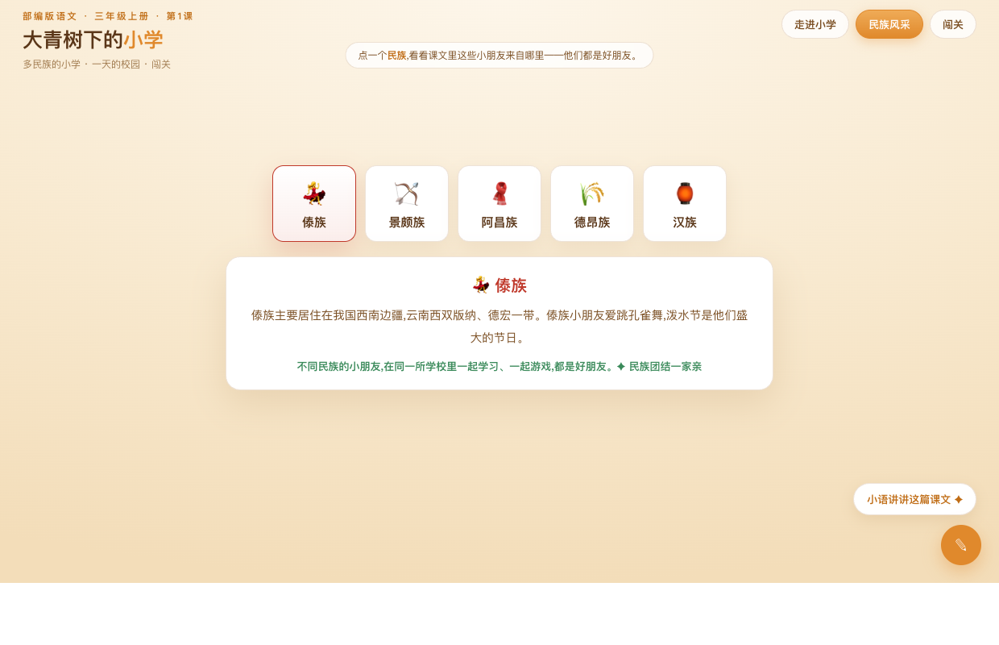 部编版语文 · 三年级上册 · 第1课
大青树下的小学
多民族的小学 · 一天的校园 · 闯关
走进小学
民族风采
闯关
点一个民族,看看课文里这些小朋友来自哪里——他们都是好朋友。
傣族
景颇族
阿昌族
德昂族
汉族
傣族
傣族主要居住在我国西南边疆,云南西双版纳、德宏一带。傣族小朋友爱跳孔雀舞,泼水节是他们盛
大的节日。
不同民族的小朋友,在同一所学校里一起学习、一起游戏,都是好朋友。✦ 民族团结一家亲
小语讲讲这篇课文 ✦